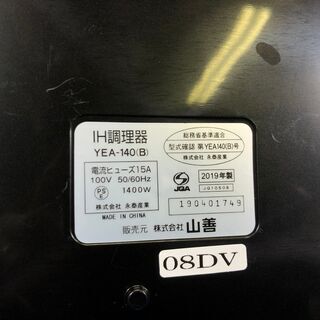 IH調理器
YEA-140(B)
電流ヒューズ15A
100V 50/60Hz
1400W
PS
E
株式会社 永泰産業
MADE IN CHINA
総務省基準適合
型式確認 第YEA140(B)号
株式会社 永泰産業
JQA
2019年製
190401749
販売元 株式会社 山善
08DV